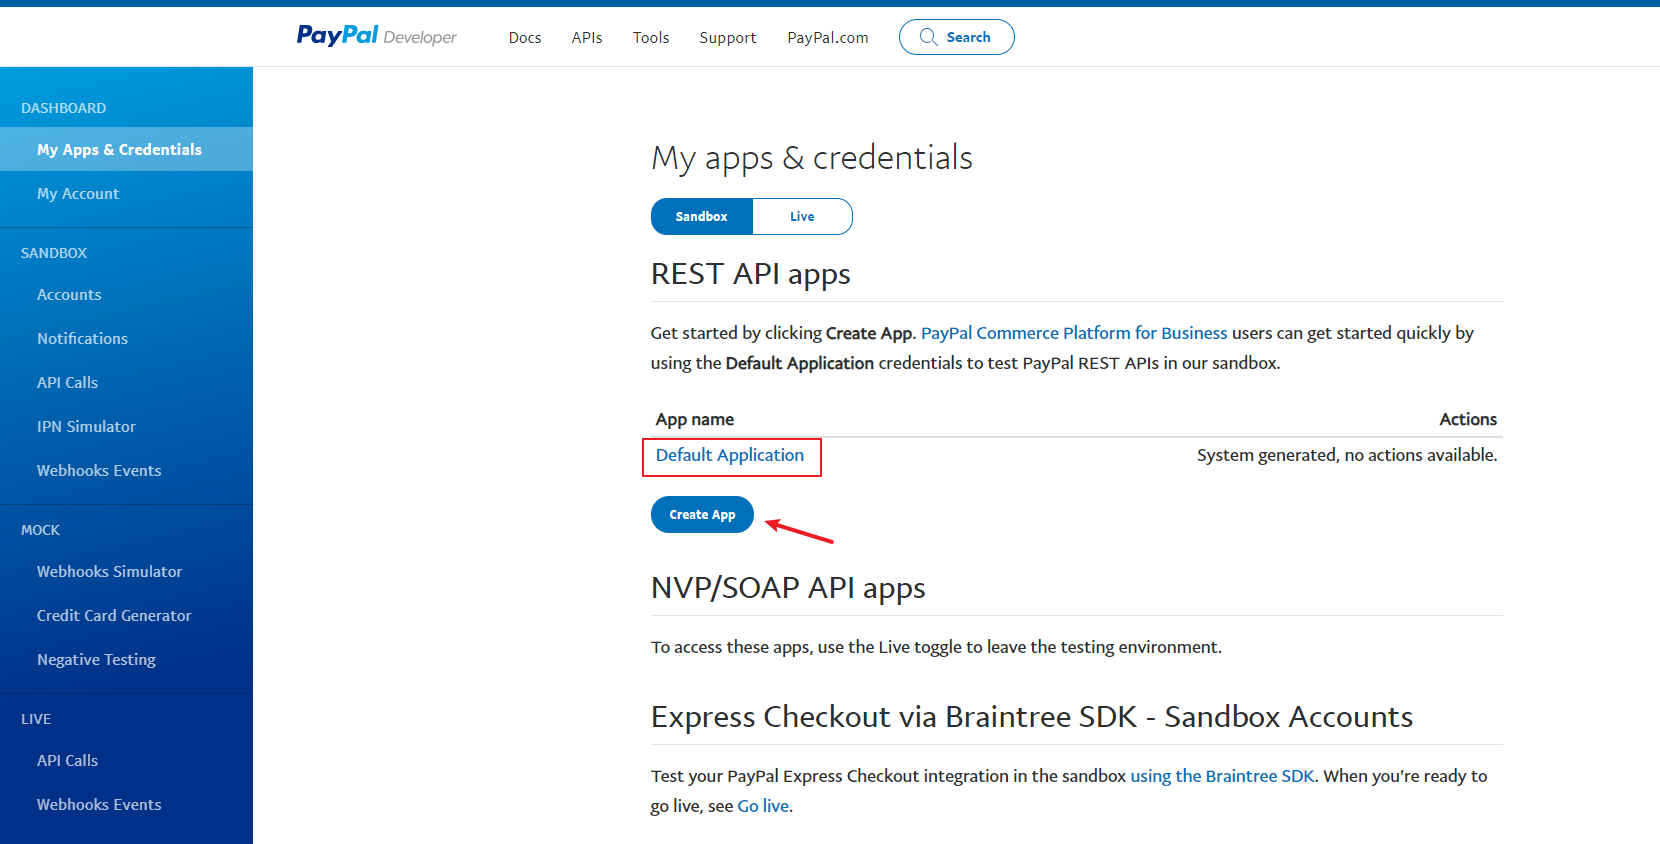 PayPal Developer
Docs
APIs
Tools
Support
PayPal.com
Search
DASHBOARD
My Apps & Credentials
My Account
SANDBOX
Accounts
Notifications
API Calls
IPN Simulator
Webhooks Events
MOCK
Webhooks Simulator
Credit Card Generator
Negative Testing
LIVE
API Calls
Webhooks Events
My apps & credentials
Sandbox
Live
REST API apps
Get started by clicking Create App. PayPal Commerce Platform for Business users can get started quickly by
using the Default Application credentials to test PayPal REST APIs in our sandbox.
App name
Actions
Default Application
System generated, no actions available.
Create App
NVP/SOAP API apps
To access these apps, use the Live toggle to leave the testing environment.
Express Checkout via Braintree SDK - Sandbox Accounts
Test your PayPal Express Checkout integration in the sandbox using the Braintree SDK. When you're ready to
go live, see Go live.